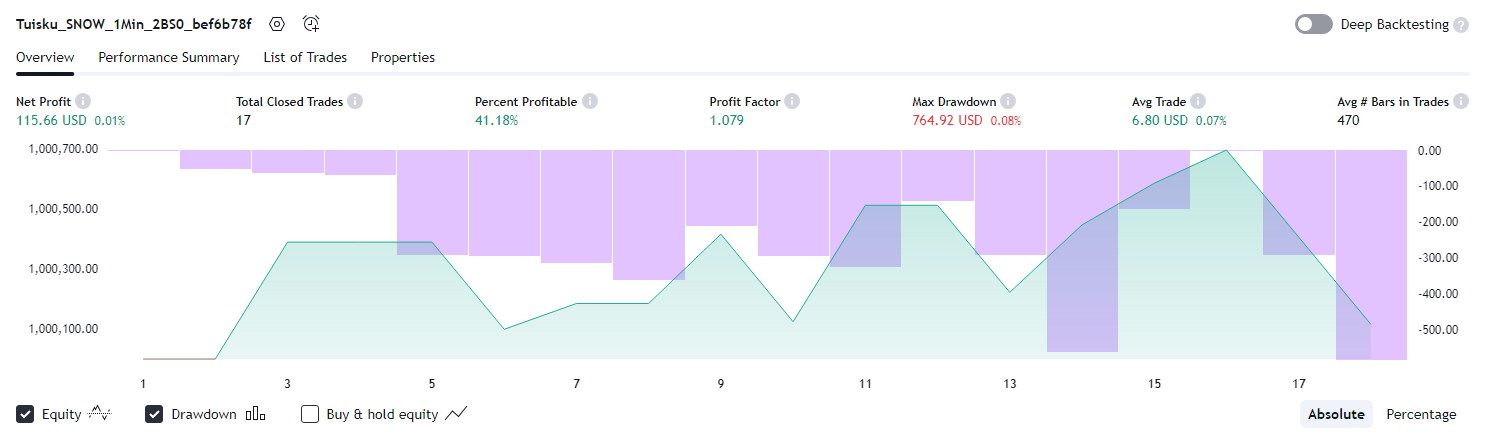 Tuisku_SNOW_1Min_2BS0_bef6b78f
Deep Backtesting ?
Overview Performance Summary List of Trades Properties
Net Profit i Total Closed Trades i Percent Profitable i Profit Factor i Max Drawdown i Avg Trade i Avg # Bars in Trades i
115.66 USD 0.01% 17 41.18% 1.079 764.92 USD 0.08% 6.80 USD 0.07% 470
1,000,700.00 0.00
-100.00
1,000,500.00 -200.00
1,000,300.00 -300.00
-400.00
1,000,100.00 -500.00
1 3 5 7 9 11 13 15 17
Equity Drawdown Buy & hold equity Absolute Percentage